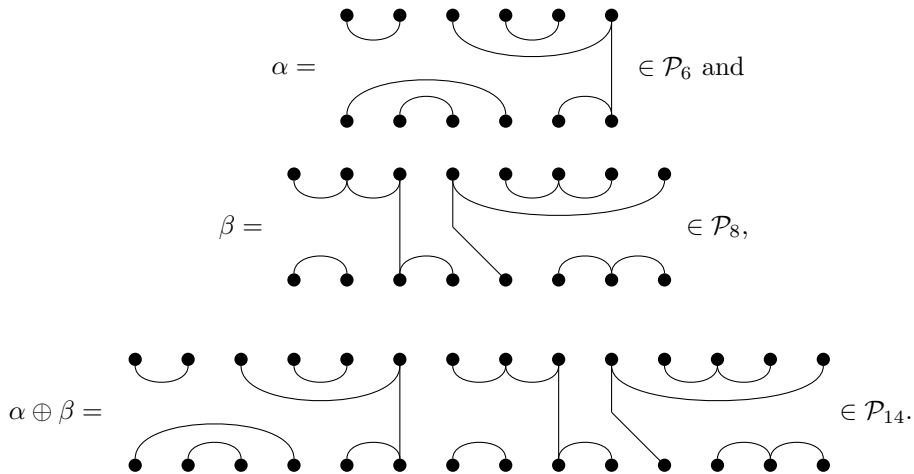 α = ∈ 𝒫₆ and
β = ∈ 𝒫₈,
α ⊕ β = ∈ 𝒫₁₄.